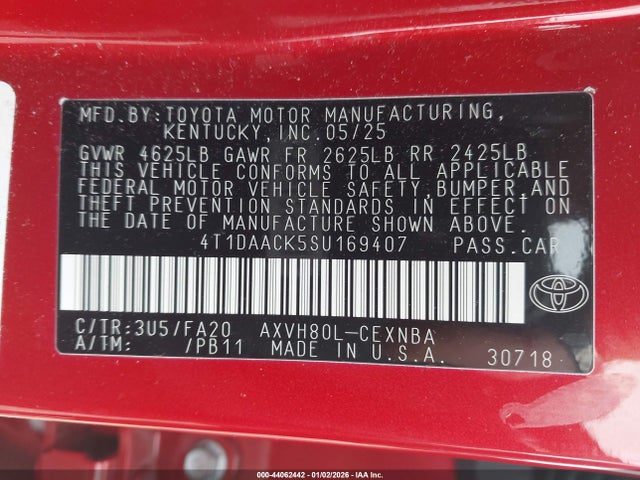 MFD.BY:TOYOTA MOTOR MANUFACTURING,
KENTUCKY, INC. 05/25
GVWR 4625LB GAWR FR 2625LB RR 2425LB
THIS VEHICLE CONFORMS TO ALL APPLICABLE
FEDERAL MOTOR VEHICLE SAFETY,BUMPER,AND
THEFT PREVENTION STANDARDS IN EFFECT ON
THE DATE OF MANUFACTURE SHOWN ABOVE.
4T1DAACK5SU169407 PASS.CAR
C/TR:3U5/FA20 AXVH80L-CEXNBA
A/TM: /PB11 MADE IN U.S.A. 30718
000-44062442 - 01/02/2026 - IAA, Inc.